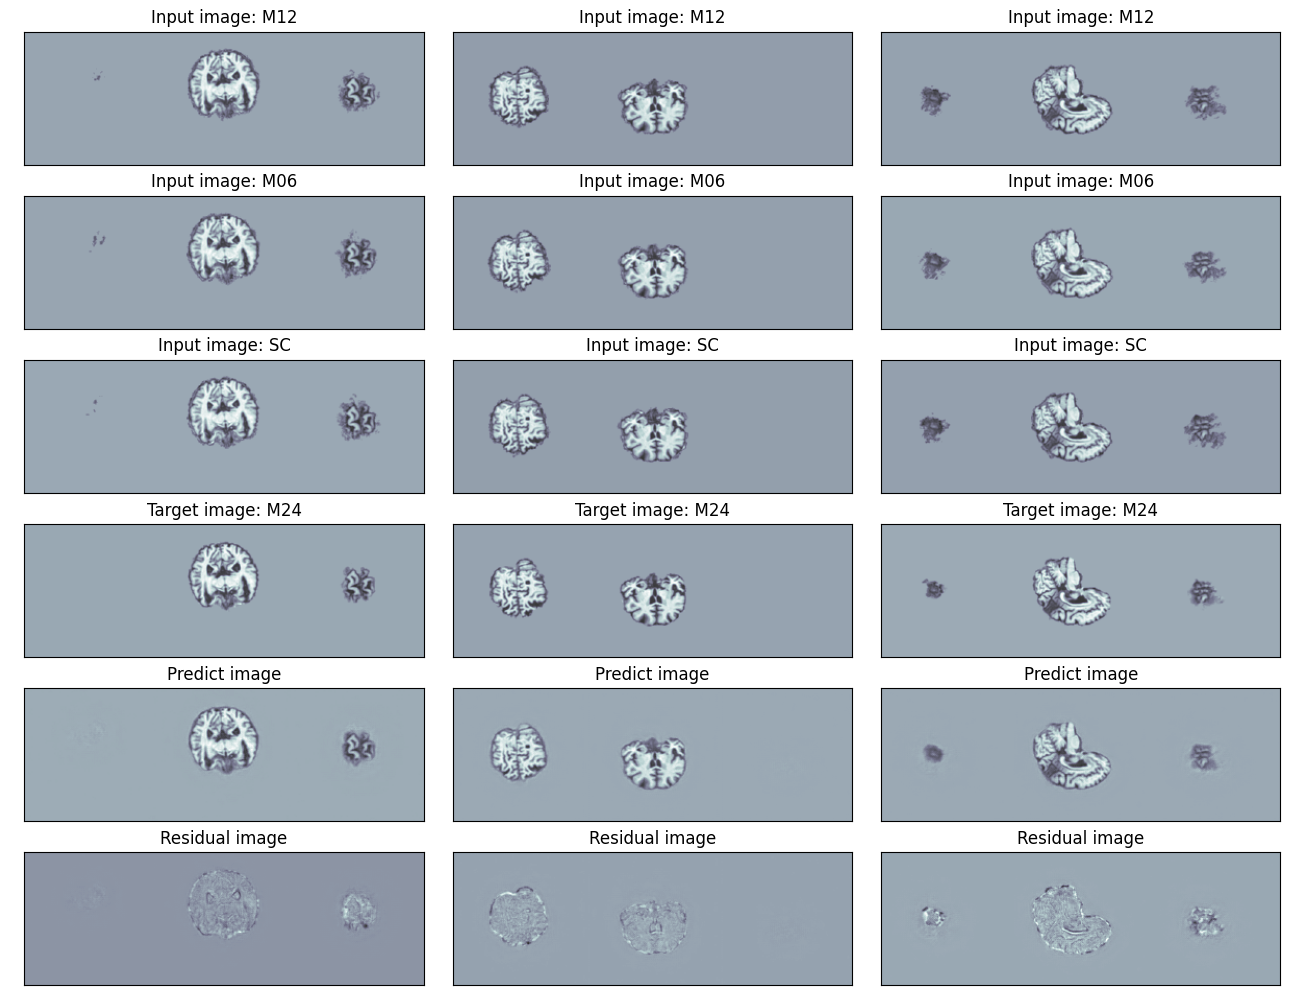 Input image: M12 Input image: M12 Input image: M12
Input image: M06 Input image: M06 Input image: M06
Input image: SC Input image: SC Input image: SC
Target image: M24 Target image: M24 Target image: M24
Predict image Predict image Predict image
Residual image Residual image Residual image